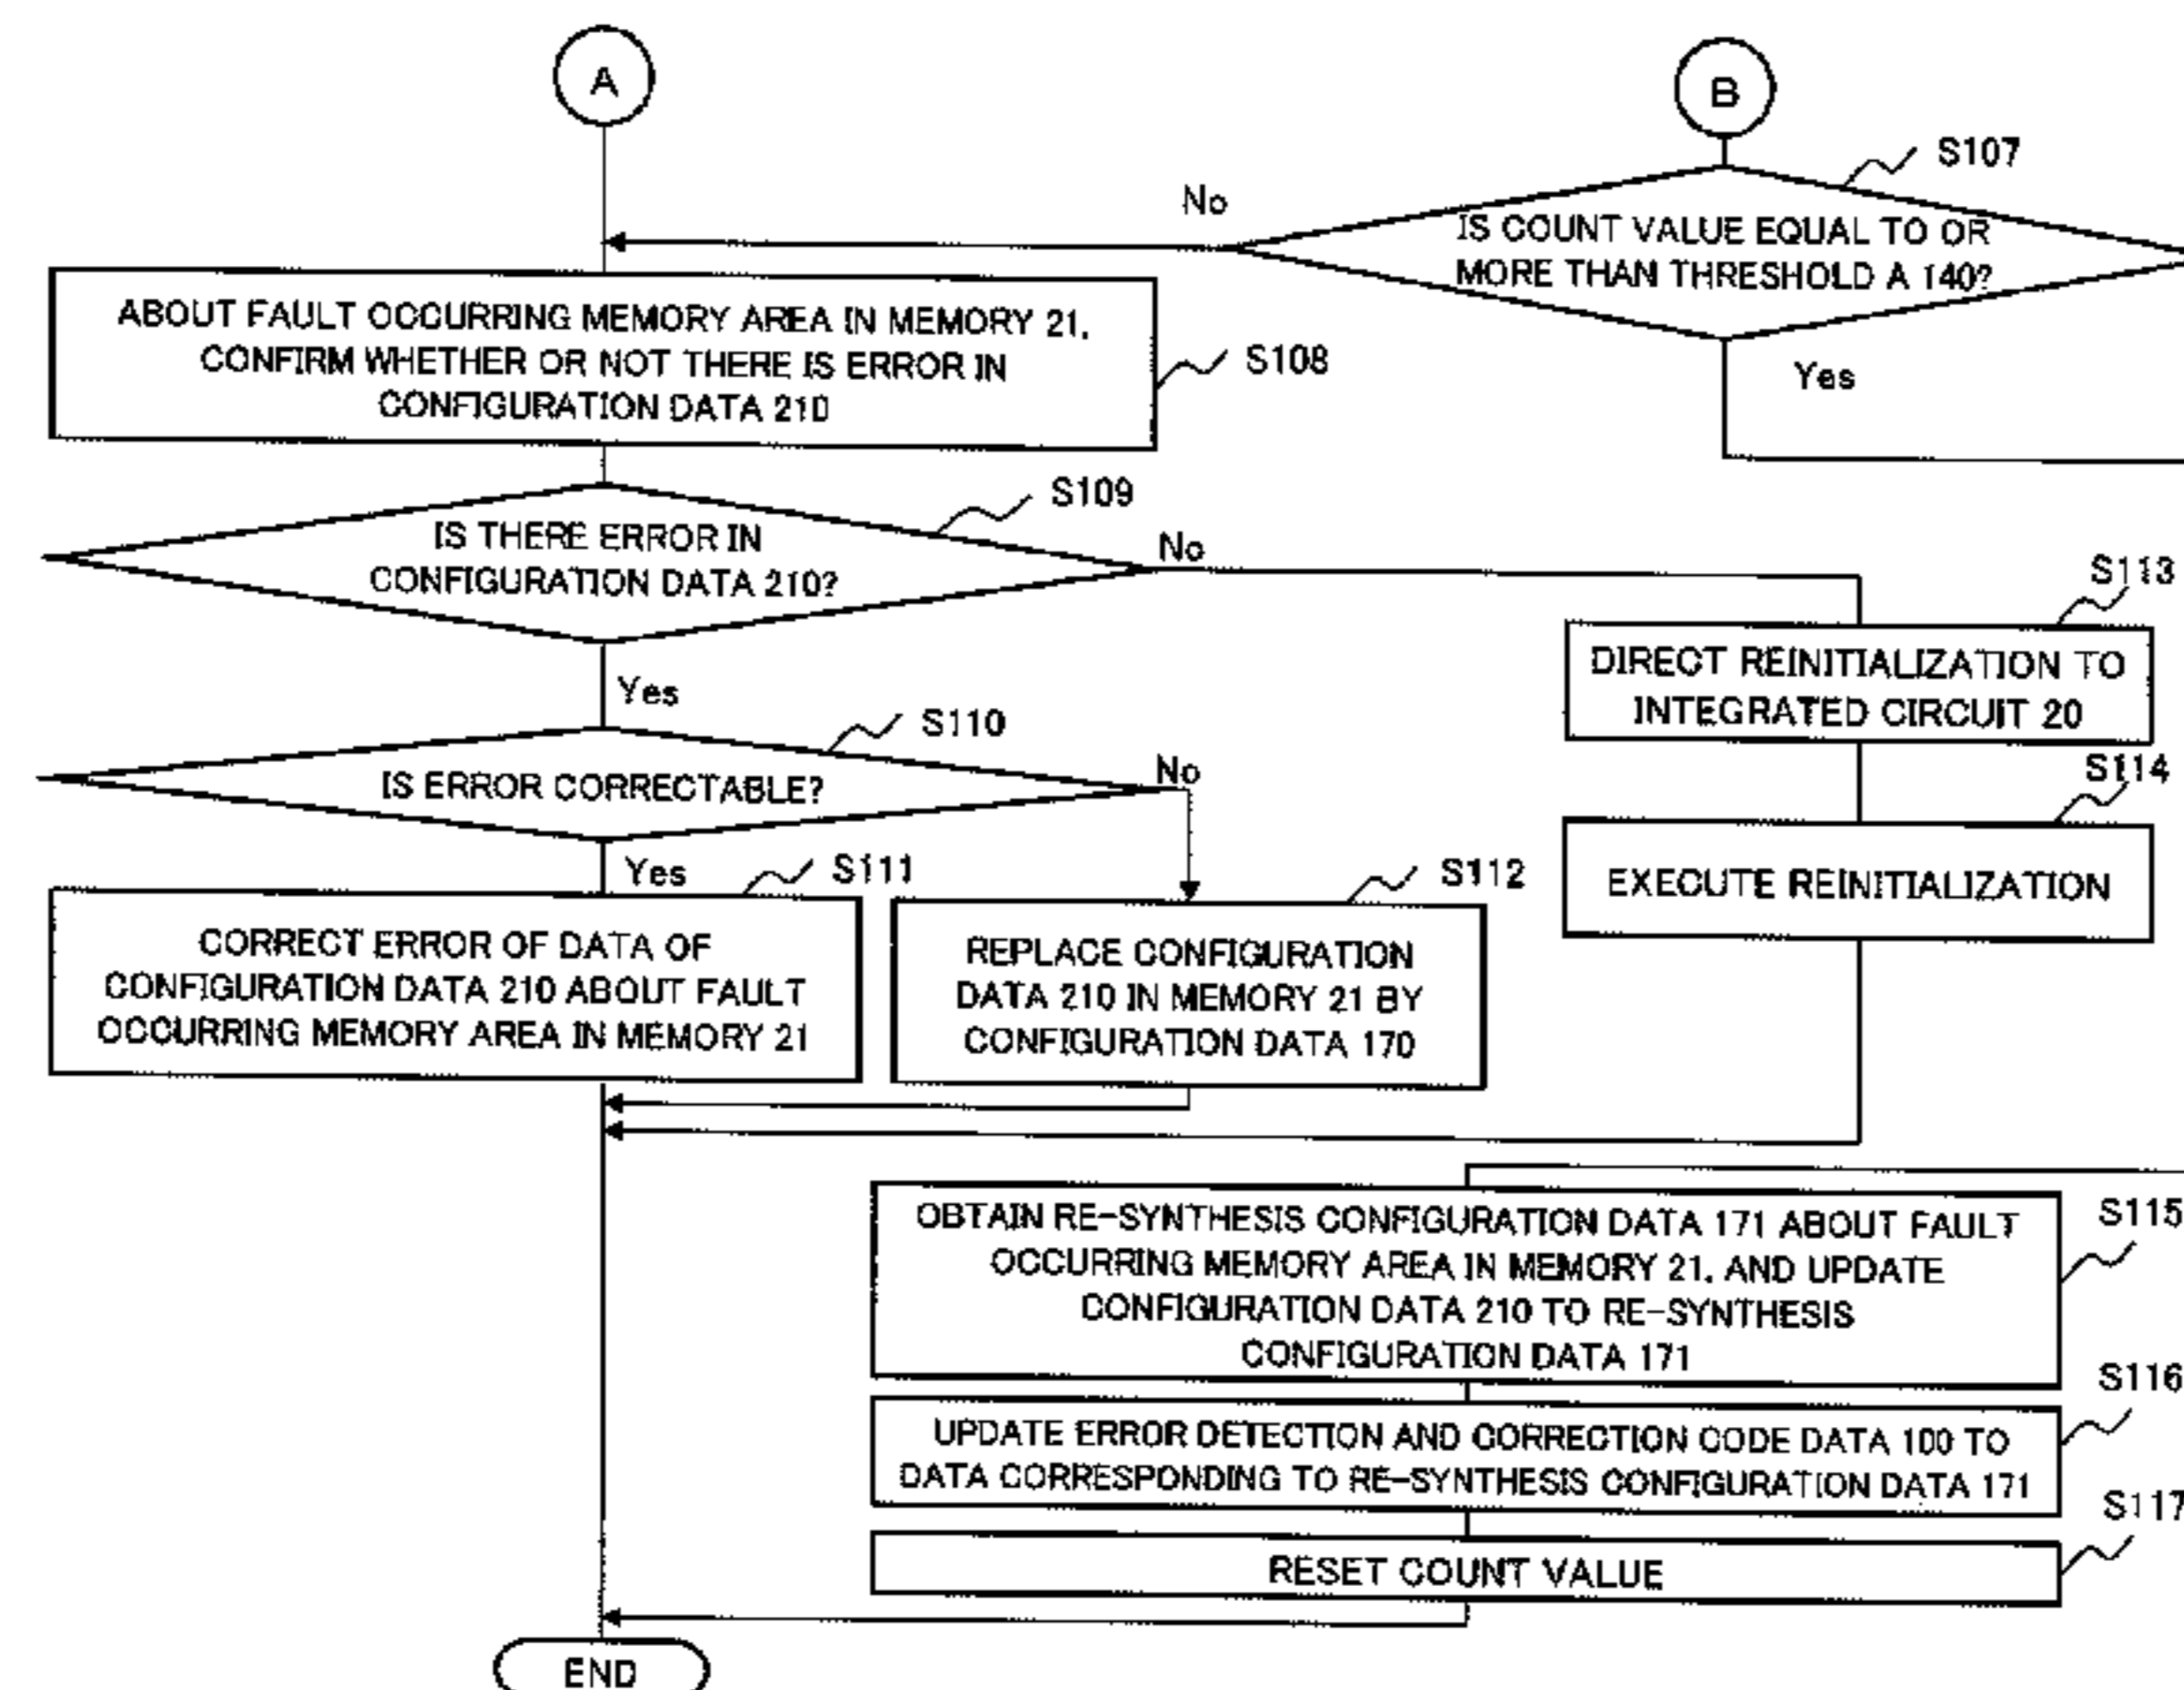 A
B
S107
No
IS COUNT VALUE EQUAL TO OR
MORE THAN THRESHOLD A 140?
Yes
ABOUT FAULT OCCURRING MEMORY AREA IN MEMORY 21,
CONFIRM WHETHER OR NOT THERE IS ERROR IN
CONFIGURATION DATA 210
S108
S109
IS THERE ERROR IN
CONFIGURATION DATA 210?
No
Yes
S113
DIRECT REINITIALIZATION TO
INTEGRATED CIRCUIT 20
S110
IS ERROR CORRECTABLE?
No
Yes
S114
EXECUTE REINITIALIZATION
S111
CORRECT ERROR OF DATA OF
CONFIGURATION DATA 210 ABOUT FAULT
OCCURRING MEMORY AREA IN MEMORY 21
S112
REPLACE CONFIGURATION
DATA 210 IN MEMORY 21 BY
CONFIGURATION DATA 170
OBTAIN RE-SYNTHESIS CONFIGURATION DATA 171 ABOUT FAULT
OCCURRING MEMORY AREA IN MEMORY 21, AND UPDATE
CONFIGURATION DATA 210 TO RE-SYNTHESIS
CONFIGURATION DATA 171
S115
S116
UPDATE ERROR DETECTION AND CORRECTION CODE DATA 100 TO
DATA CORRESPONDING TO RE-SYNTHESIS CONFIGURATION DATA 171
S117
RESET COUNT VALUE
END